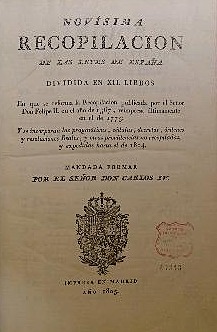 NOVÍSIMA
RECOPILACION
DE LAS LEYES DE ESPAÑA
DIVIDIDA EN XII. LIBROS
En que se reforma la Recopilacion publicada por el Señor
Don Felipe II. en el año de 1567, reimpresa últimamente
en el de 1775:
Y se incorporan las pragmáticas, cédulas, decretos, órdenes
y resoluciones Reales, y otras providencias no recopiladas,
y expedidas hasta el de 1804.
MANDADA FORMAR
POR EL SEÑOR DON CARLOS IV.
IMPRESA EN MADRID
AÑO 1805.